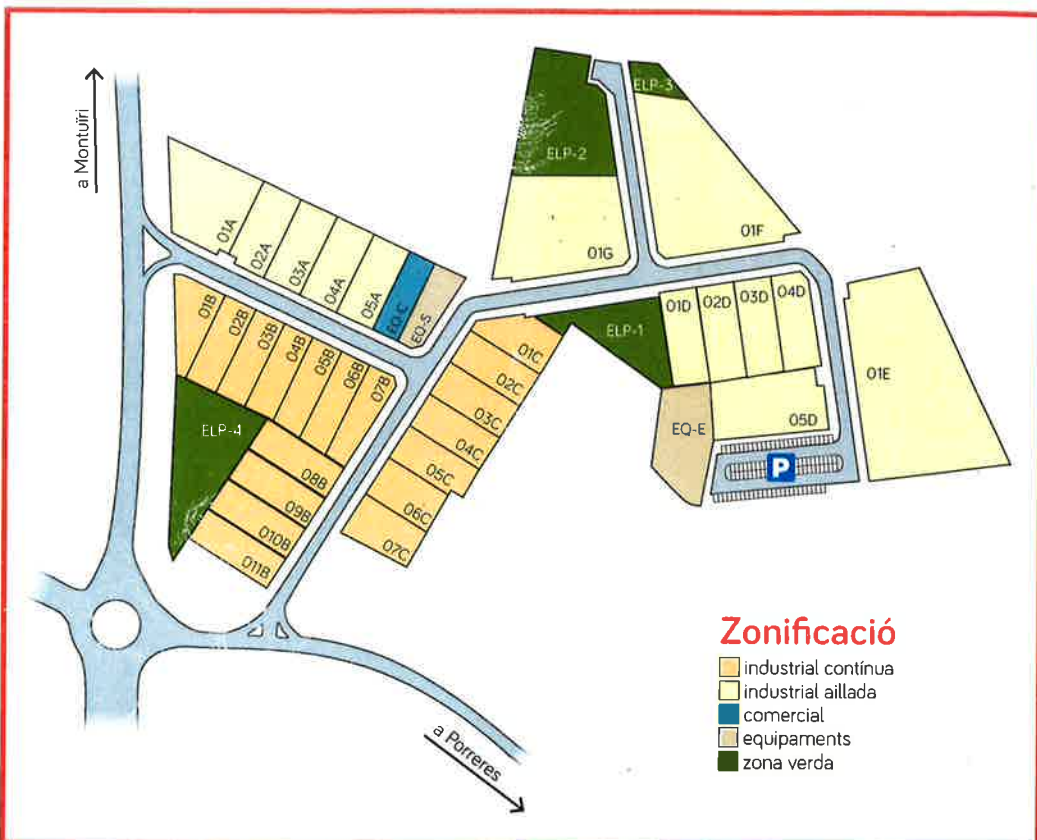 a Montuïri
ELP-3
ELP-2
01G
01F
01A
02A
03A
04A
05A
EQ-C
EQ-S
01B
02B
03B
04B
05B
06B
07B
ELP-4
08B
09B
010B
011B
01C
02C
03C
04C
05C
06C
07C
ELP-1
01D
02D
03D
04D
05D
EQ-E
P
01E
a Porreres
Zonificació
industrial contínua
industrial aillada
comercial
equipaments
zona verda